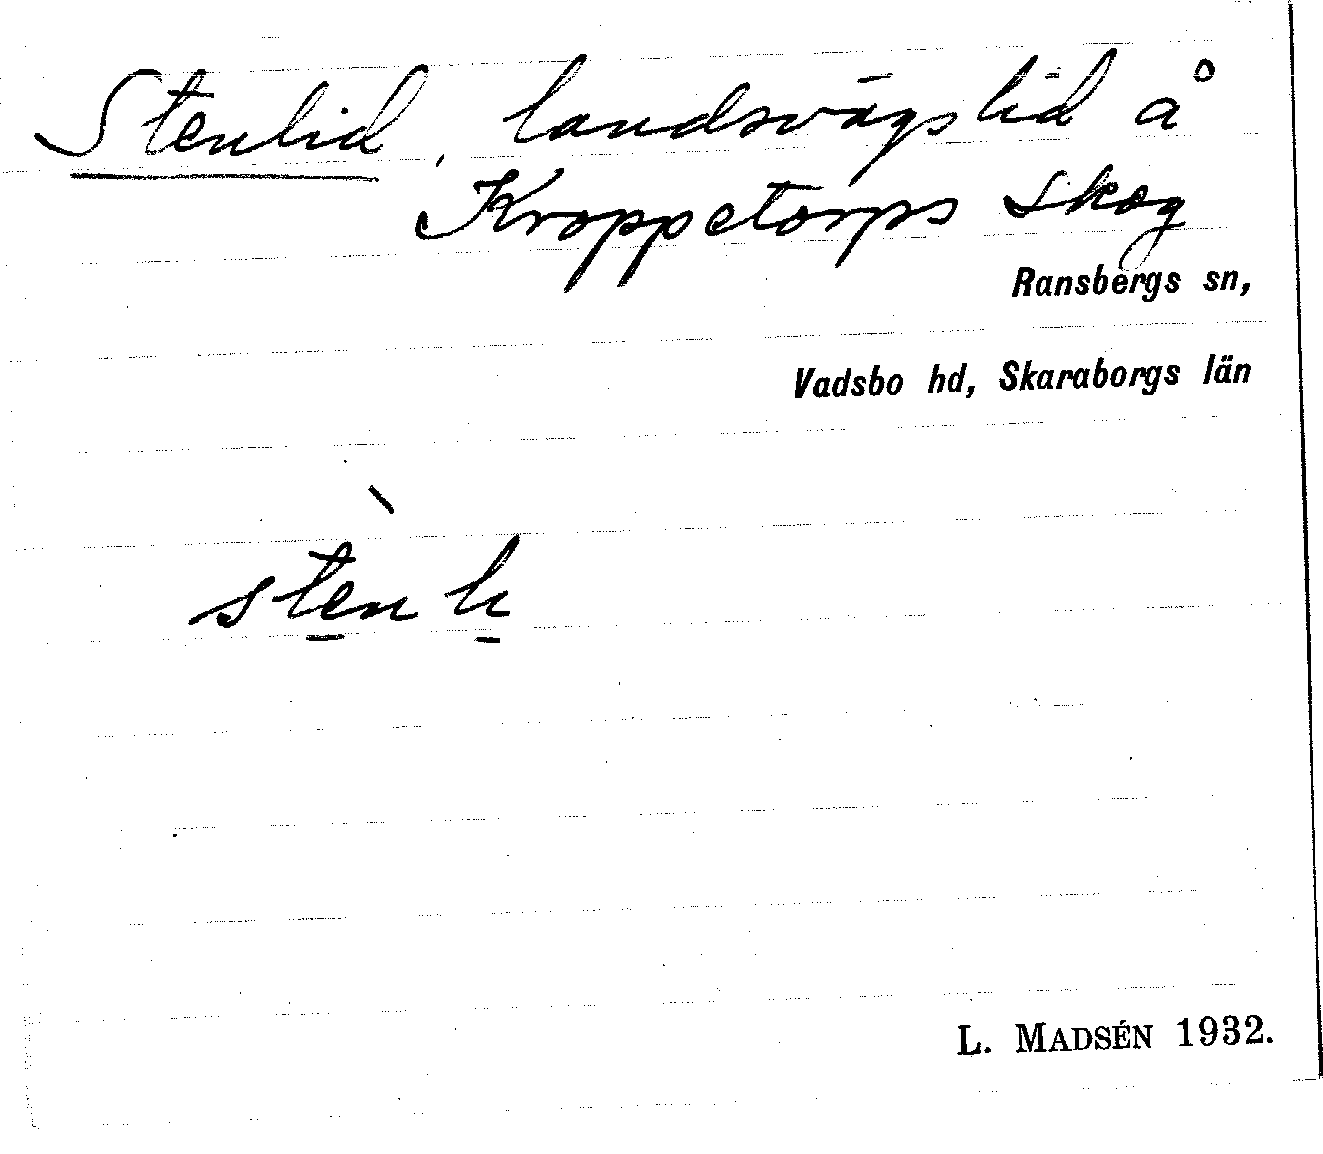 Stenlid, landsvägslid å
Kroppetorps skog
Ransbergs sn,
Vadsbo hd, Skaraborgs län
stèn li
L. MADSÉN 1932.